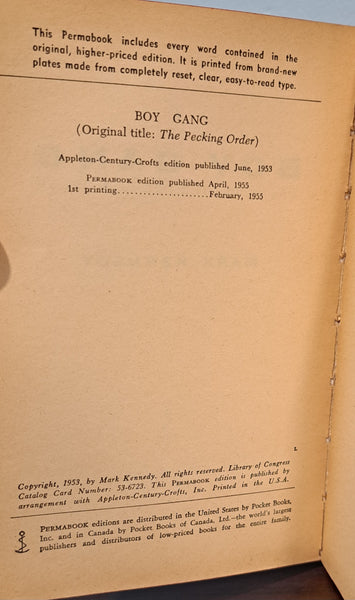 This Permabook includes every word contained in the
original, higher-priced edition. It is printed from brand-new
plates made from completely reset, clear, easy-to-read type.
BOY GANG
(Original title: The Pecking Order)
Appleton-Century-Crofts edition published June, 1953
PERMABOOK edition published April, 1955
1st printing......................February, 1955
L
Copyright, 1953, by Mark Kennedy. All rights reserved. Library of Congress
Catalog Card Number: 53-6723. This PERMABOOK edition is published by
arrangement with Appleton-Century-Crofts, Inc. Printed in the U.S.A.
PERMABOOK editions are distributed in the United States by Pocket Books,
Inc. and in Canada by Pocket Books of Canada, Ltd.—the world's largest
publishers and distributors of low-priced books for the entire family.